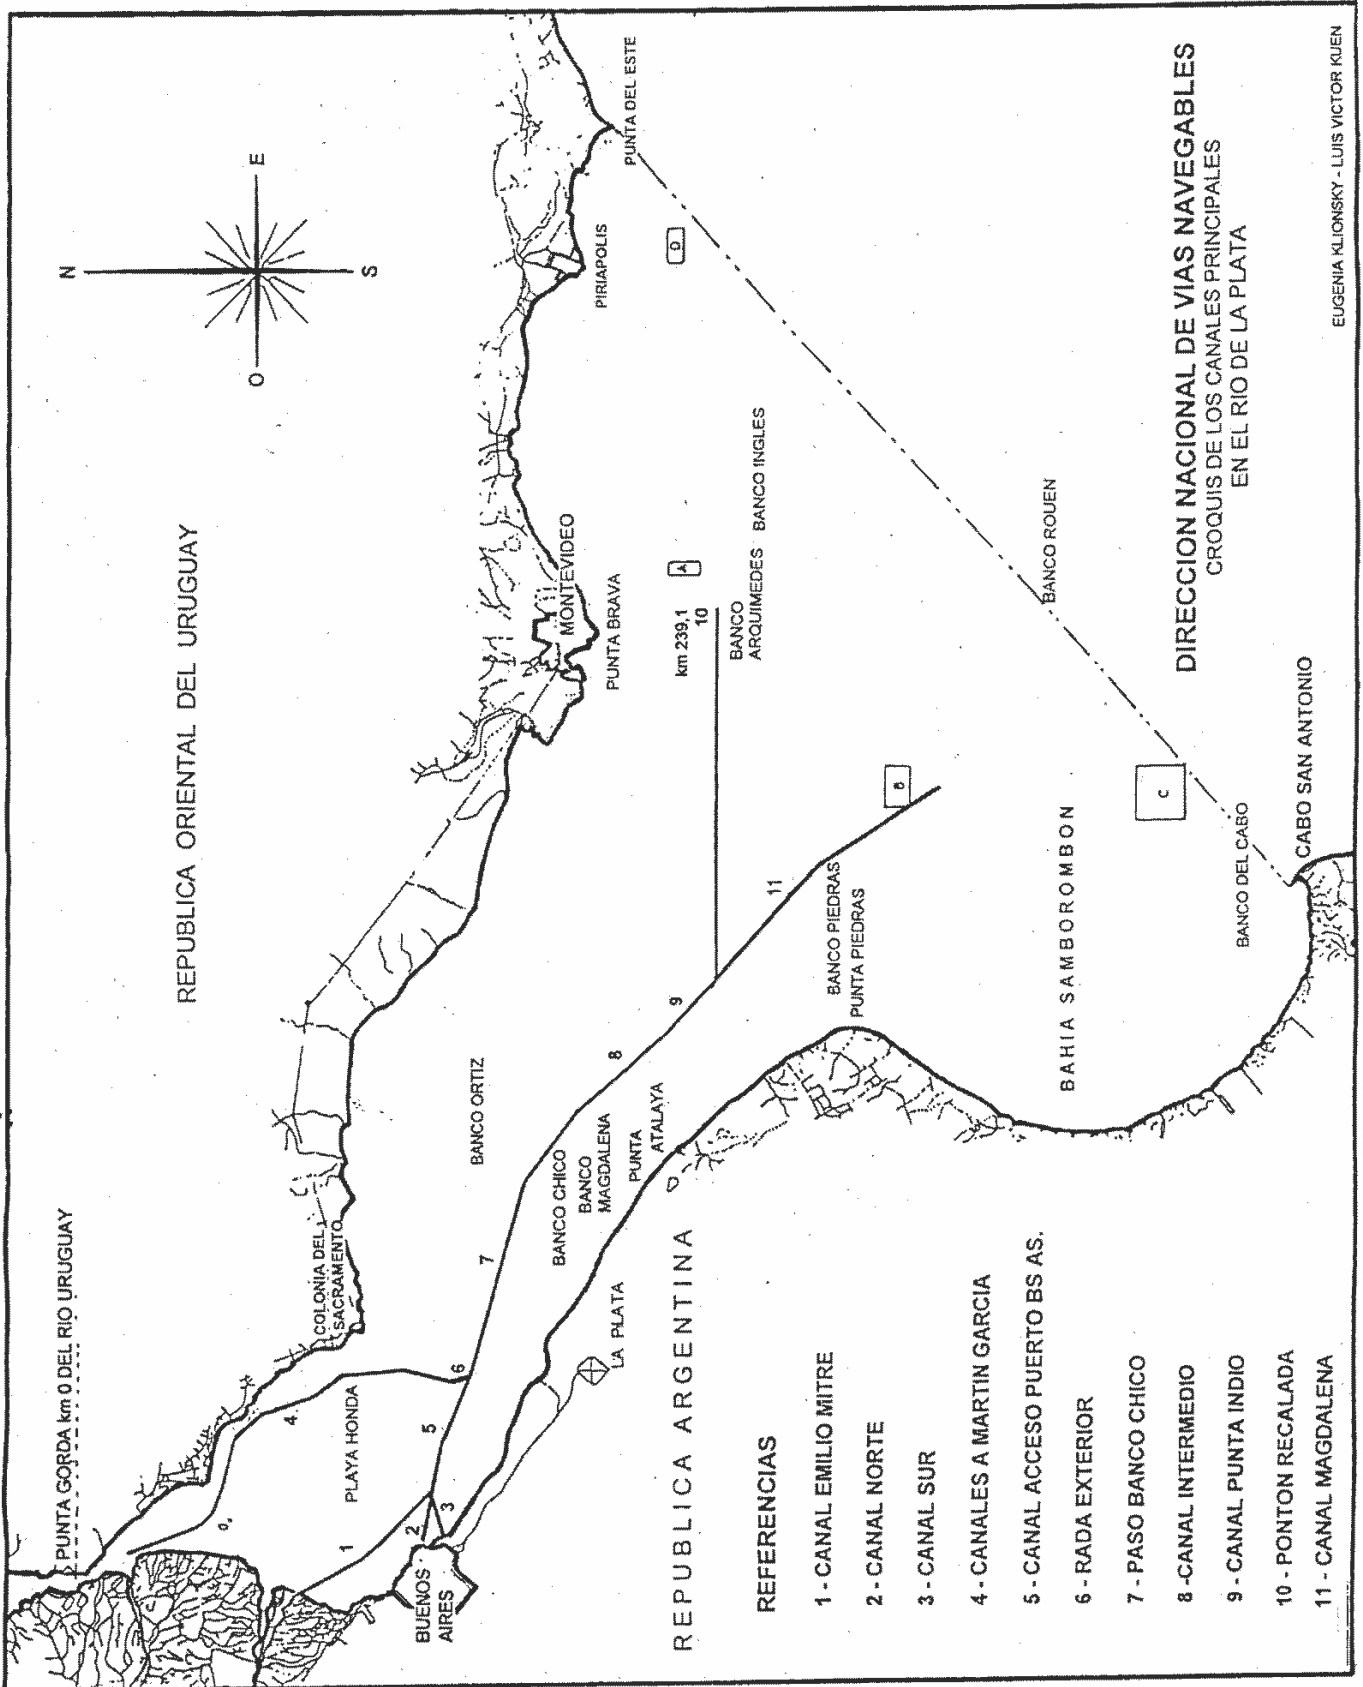 N
E
O
S
REPUBLICA ORIENTAL DEL URUGUAY
PUNTA GORDA km 0 DEL RIO URUGUAY
COLONIA DEL
SACRAMENTO
PLAYA HONDA
MONTEVIDEO
PUNTA BRAVA
PIRIAPOLIS
PUNTA DEL ESTE
BANCO ORTIZ
km 239,1
10
A
D
BANCO
ARQUIMEDES
BANCO INGLES
BANCO CHICO
BANCO
MAGDALENA
PUNTA
ATALAYA
BANCO PIEDRAS
PUNTA PIEDRAS
B
C
BANCO ROUEN
BUENOS
AIRES
LA PLATA
1
2
3
4
5
6
7
8
9
11
REPUBLICA ARGENTINA
BAHIA SAMBOROMBON
BANCO DEL CABO
CABO SAN ANTONIO
REFERENCIAS
1 - CANAL EMILIO MITRE
2 - CANAL NORTE
3 - CANAL SUR
4 - CANALES A MARTIN GARCIA
5 - CANAL ACCESO PUERTO BS AS.
6 - RADA EXTERIOR
7 - PASO BANCO CHICO
8 -CANAL INTERMEDIO
9 - CANAL PUNTA INDIO
10 - PONTON RECALADA
11 - CANAL MAGDALENA
DIRECCION NACIONAL DE VIAS NAVEGABLES
CROQUIS DE LOS CANALES PRINCIPALES
EN EL RIO DE LA PLATA
EUGENIA KLIONSKY - LUIS VICTOR KUEN